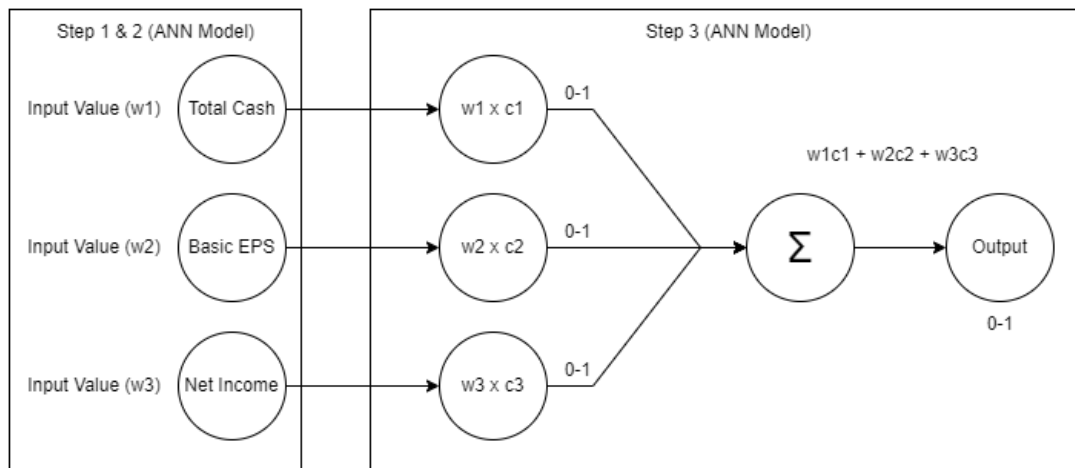 Step 1 & 2 (ANN Model)
Step 3 (ANN Model)
Input Value (w1)
Total Cash
w1 x c1
0-1
w1c1 + w2c2 + w3c3
Input Value (w2)
Basic EPS
w2 x c2
0-1
Σ
Output
0-1
Input Value (w3)
Net Income
w3 x c3
0-1